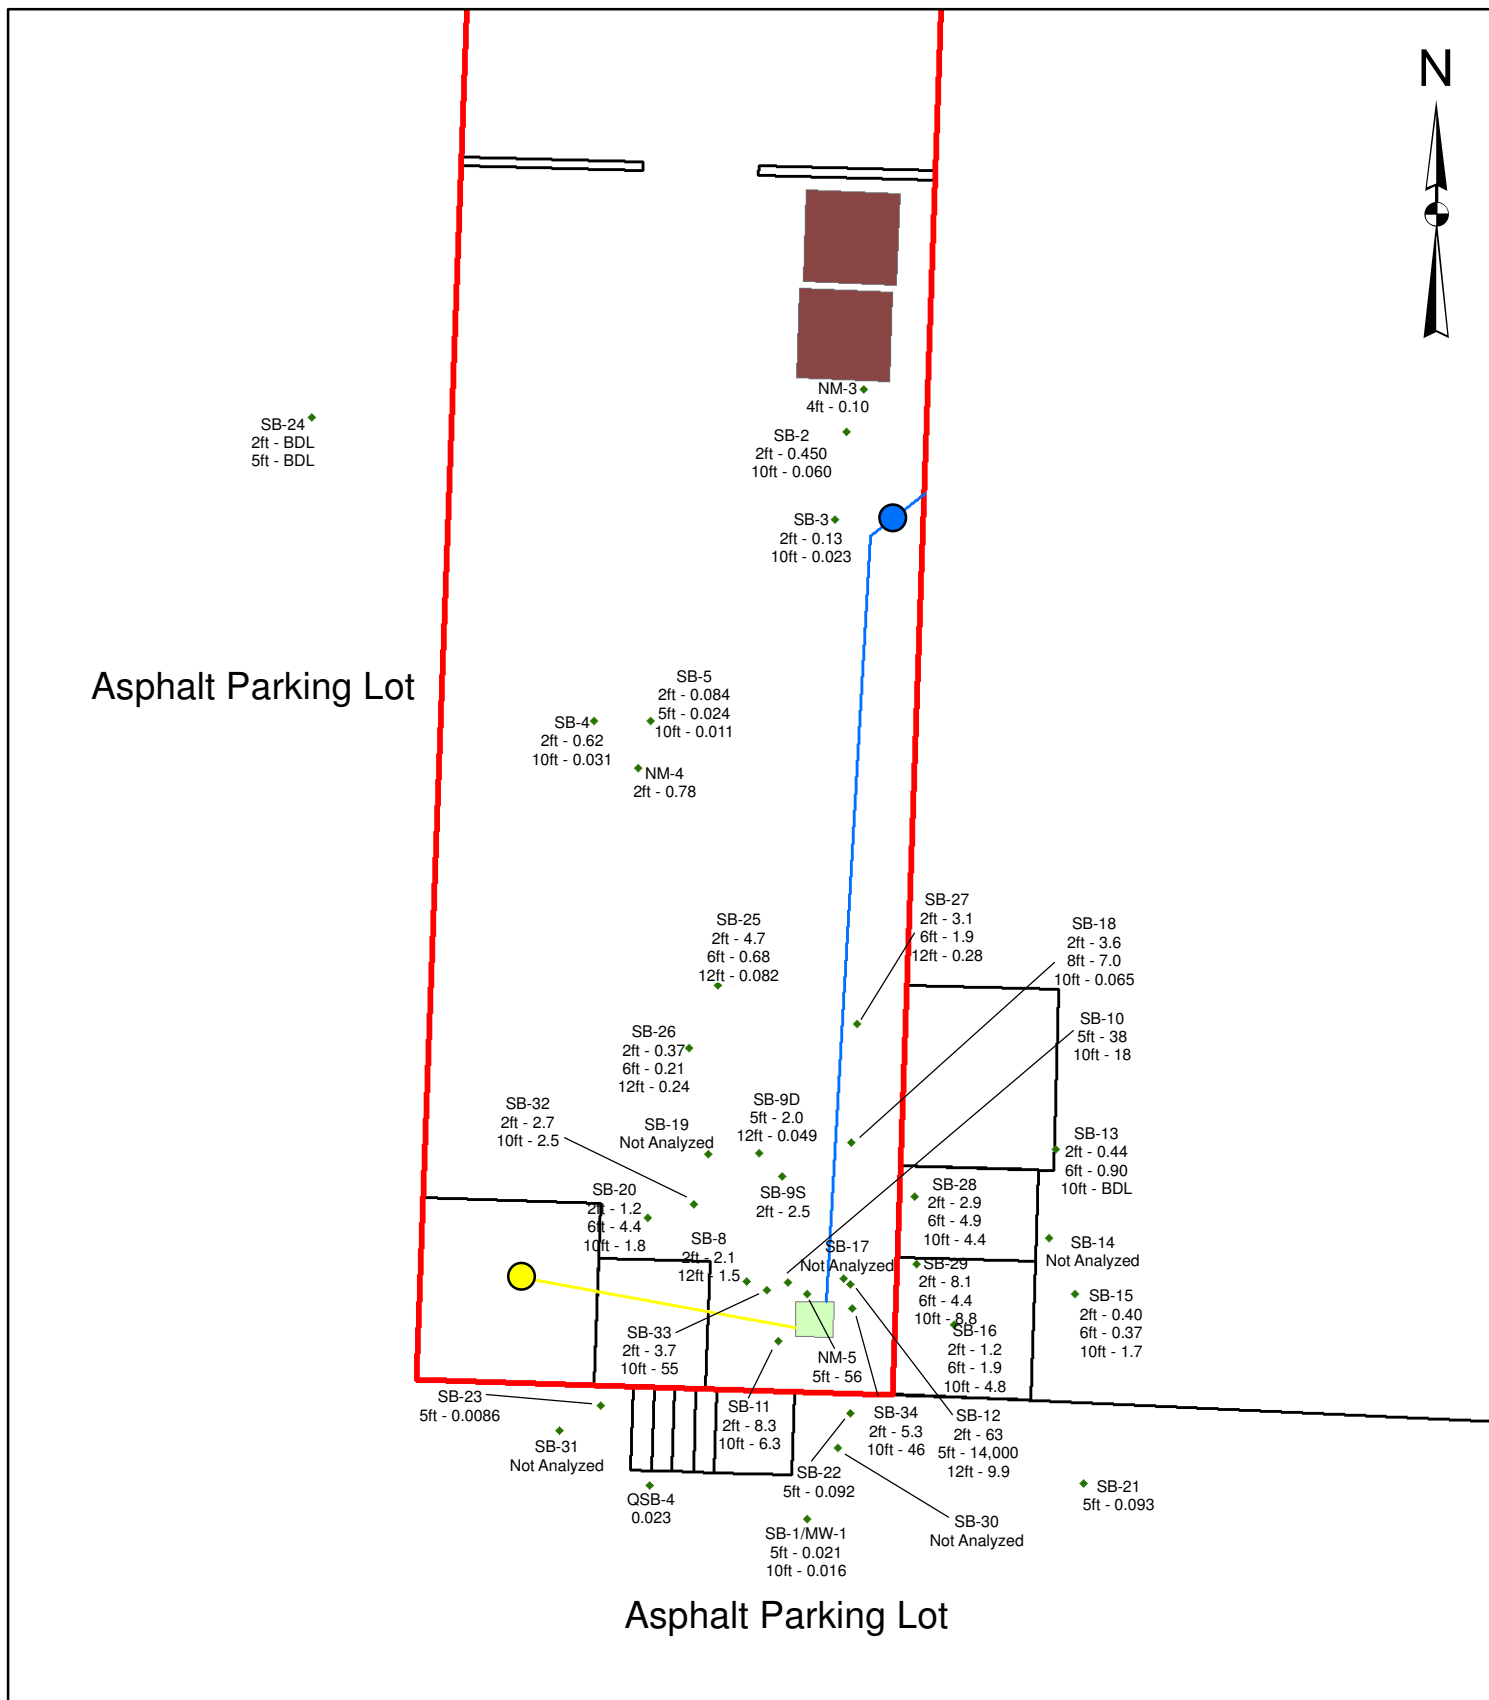 N
NM-3
4ft - 0.10
SB-24
2ft - BDL
5ft - BDL
SB-2
2ft - 0.450
10ft - 0.060
SB-3
2ft - 0.13
10ft - 0.023
Asphalt Parking Lot
SB-5
2ft - 0.084
5ft - 0.024
10ft - 0.011
SB-4
2ft - 0.62
10ft - 0.031
NM-4
2ft - 0.78
SB-27
2ft - 3.1
6ft - 1.9
12ft - 0.28
SB-25
2ft - 4.7
6ft - 0.68
12ft - 0.082
SB-18
2ft - 3.6
8ft - 7.0
10ft - 0.065
SB-10
5ft - 38
10ft - 18
SB-26
2ft - 0.37
6ft - 0.21
12ft - 0.24
SB-32
2ft - 2.7
10ft - 2.5
SB-19
Not Analyzed
SB-9D
5ft - 2.0
12ft - 0.049
SB-13
2ft - 0.44
6ft - 0.90
10ft - BDL
SB-20
2ft - 1.2
6ft - 4.4
10ft - 1.8
SB-9S
2ft - 2.5
SB-28
2ft - 2.9
6ft - 4.9
10ft - 4.4
SB-8
2ft - 2.1
12ft - 1.5
SB-17
Not Analyzed
SB-14
Not Analyzed
SB-29
2ft - 8.1
6ft - 4.4
10ft - 8.8
SB-15
2ft - 0.40
6ft - 0.37
10ft - 1.7
SB-33
2ft - 3.7
10ft - 55
SB-16
2ft - 1.2
6ft - 1.9
10ft - 4.8
NM-5
5ft - 56
SB-23
5ft - 0.0086
SB-11
2ft - 8.3
10ft - 6.3
SB-34
2ft - 5.3
10ft - 46
SB-12
2ft - 63
5ft - 14,000
12ft - 9.9
SB-31
Not Analyzed
SB-22
5ft - 0.092
SB-21
5ft - 0.093
QSB-4
0.023
SB-30
Not Analyzed
SB-1/MW-1
5ft - 0.021
10ft - 0.016
Asphalt Parking Lot